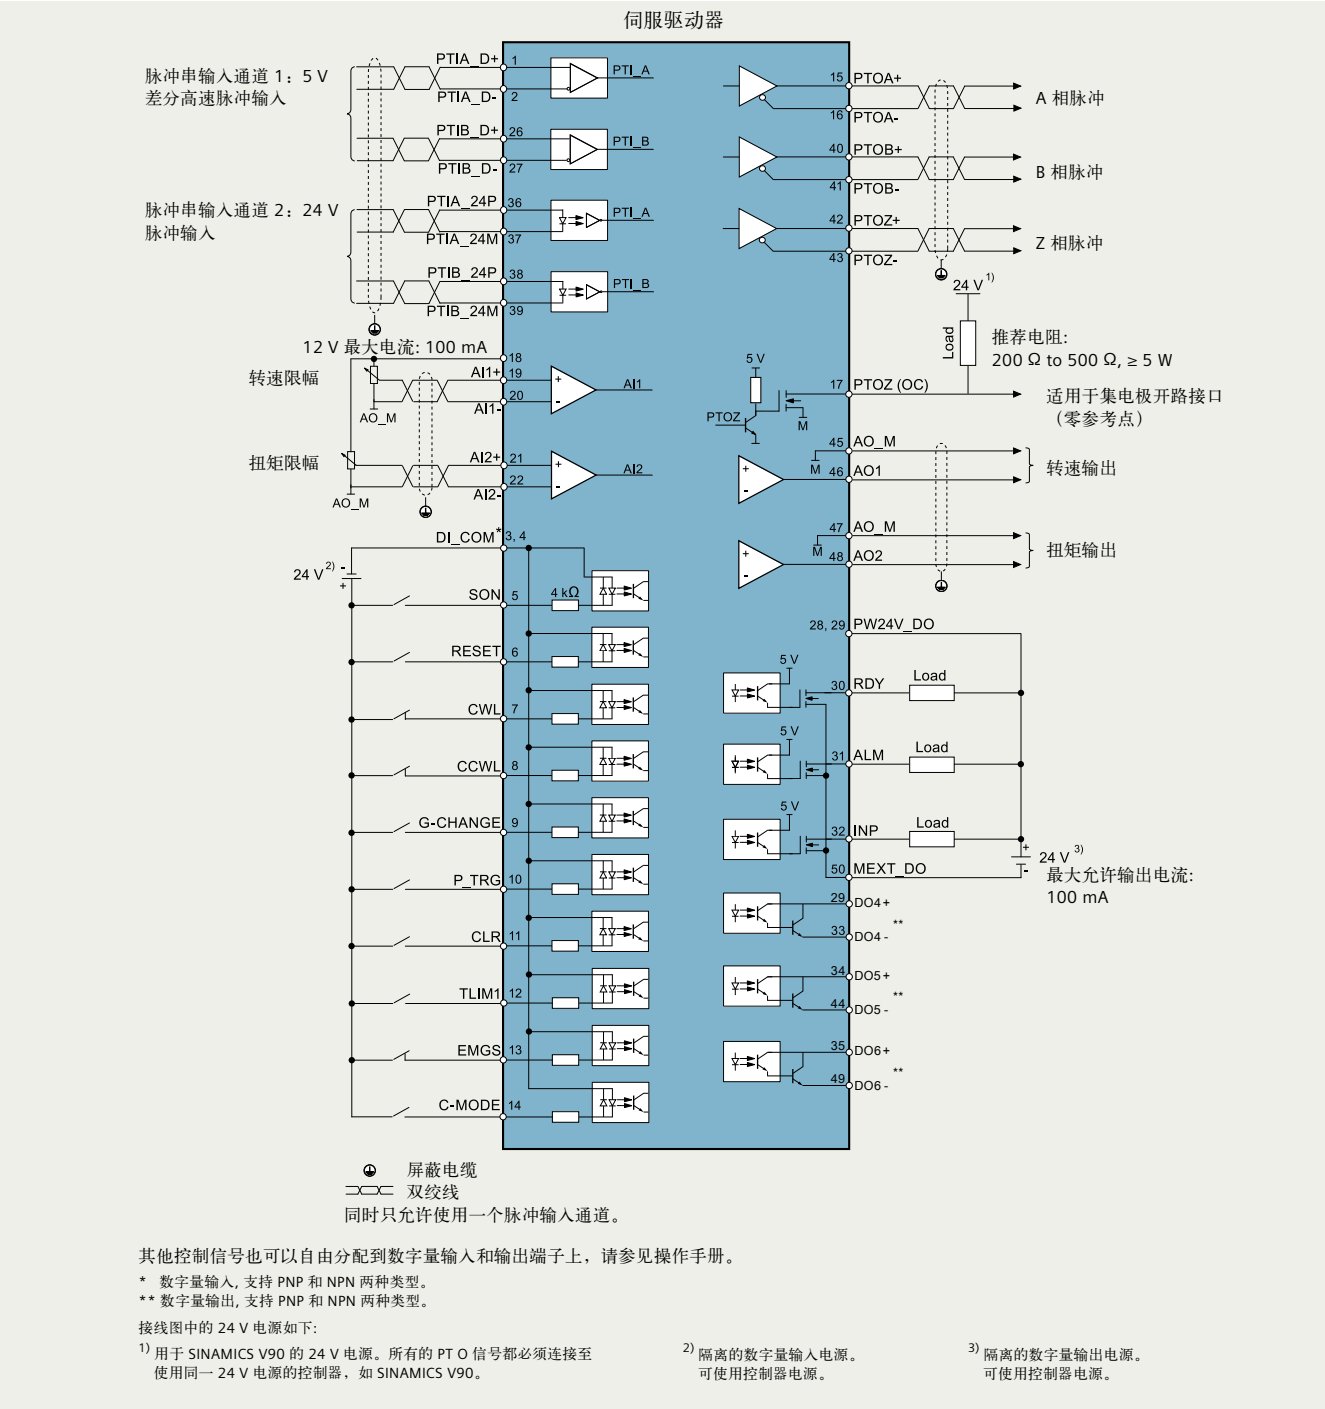 伺服驱动器
脉冲串输入通道 1：5 V
差分高速脉冲输入
PTIA_D+ 1
PTIA_D- 2
PTI_A
PTIB_D+ 26
PTIB_D- 27
PTI_B
脉冲串输入通道 2：24 V
脉冲输入
PTIA_24P 36
PTIA_24M 37
PTI_A
PTIB_24P 38
PTIB_24M 39
PTI_B
12 V 最大电流: 100 mA 18
转速限幅
AI1+ 19
20
AI1-
AI1
AO_M
扭矩限幅
AI2+ 21
22
AI2-
AI2
AO_M
DI_COM* 3, 4
24 V 2) -
+
SON 5 4 kΩ
RESET 6
CWL 7
CCWL 8
G-CHANGE 9
P_TRG 10
CLR 11
TLIM1 12
EMGS 13
C-MODE 14
15 PTOA+
16 PTOA-
A 相脉冲
40 PTOB+
41 PTOB-
B 相脉冲
42 PTOZ+
43 PTOZ-
Z 相脉冲
24 V 1)
Load
推荐电阻:
200 Ω to 500 Ω, ≥ 5 W
5 V
PTOZ
M
17 PTOZ (OC)
适用于集电极开路接口
（零参考点）
45 AO_M
M
46 AO1
转速输出
47 AO_M
M
48 AO2
扭矩输出
28, 29 PW24V_DO
5 V
30 RDY Load
5 V
31 ALM Load
5 V
32 INP Load
+
24 V 3)
-
50 MEXT_DO
最大允许输出电流:
100 mA
29 DO4+
**
33 DO4 -
34 DO5+
**
44 DO5 -
35 DO6+
**
49 DO6 -
屏蔽电缆
双绞线
同时只允许使用一个脉冲输入通道。
其他控制信号也可以自由分配到数字量输入和输出端子上，请参见操作手册。
* 数字量输入, 支持 PNP 和 NPN 两种类型。
** 数字量输出, 支持 PNP 和 NPN 两种类型。
接线图中的 24 V 电源如下:
1) 用于 SINAMICS V90 的 24 V 电源。所有的 PT O 信号都必须连接至
使用同一 24 V 电源的控制器，如 SINAMICS V90。
2) 隔离的数字量输入电源。
可使用控制器电源。
3) 隔离的数字量输出电源。
可使用控制器电源。